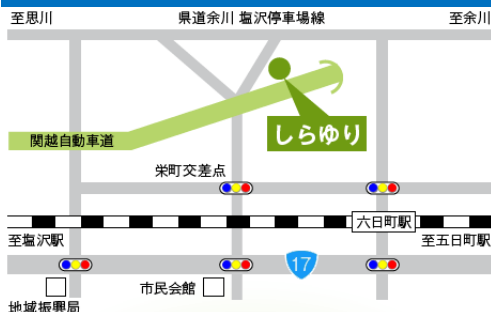 至思川
県道余川 塩沢停車場線
至余川
しらゆり
関越自動車道
栄町交差点
六日町駅
至塩沢駅
至五日町駅
17
市民会館
地域振興局